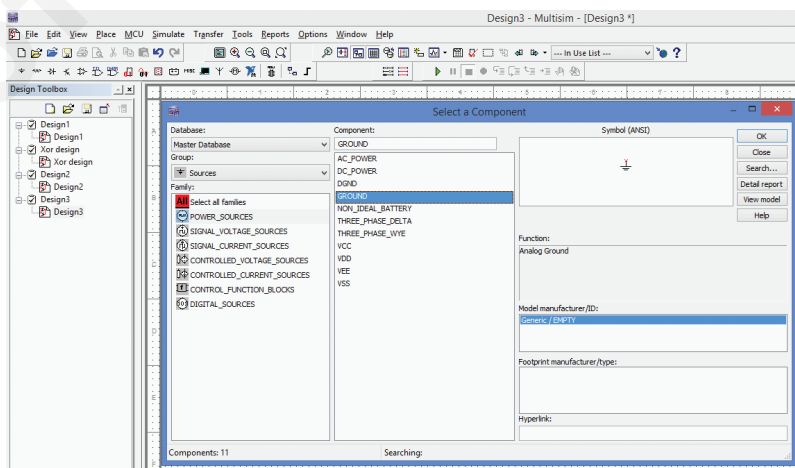 Design3 - Multisim - [Design3 *]
File Edit View Place MCU Simulate Transfer Tools Reports Options Window Help
--- In Use List ---
Design Toolbox
Design1
Design1
Xor design
Xor design
Design2
Design2
Design3
Design3
Select a Component
Database:
Master Database
Group:
Sources
Family:
All Select all families
POWER_SOURCES
SIGNAL_VOLTAGE_SOURCES
SIGNAL_CURRENT_SOURCES
CONTROLLED_VOLTAGE_SOURCES
CONTROLLED_CURRENT_SOURCES
CONTROL_FUNCTION_BLOCKS
DIGITAL_SOURCES
Component:
GROUND
AC_POWER
DC_POWER
DGND
GROUND
NON_IDEAL_BATTERY
THREE_PHASE_DELTA
THREE_PHASE_WYE
VCC
VDD
VEE
VSS
Symbol (ANSI)
OK
Close
Search...
Detail report
View model
Help
Function:
Analog Ground
Model manufacturer/ID:
Generic / EMPTY
Footprint manufacturer/type:
Hyperlink:
Components: 11
Searching: